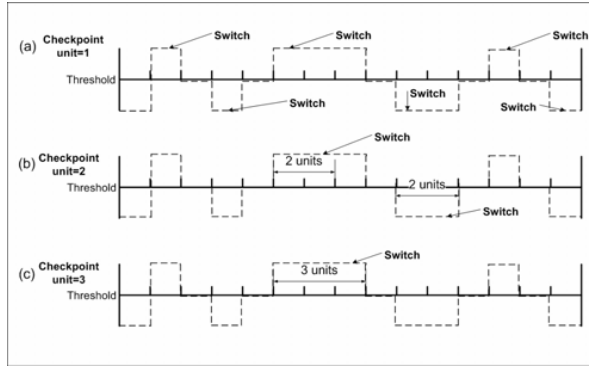 (a) Checkpoint
unit=1
Switch
Switch
Switch
Threshold
Switch
Switch
Switch
(b) Checkpoint
unit=2
Switch
2 units
Threshold
2 units
Switch
(c) Checkpoint
unit=3
Switch
3 units
Threshold